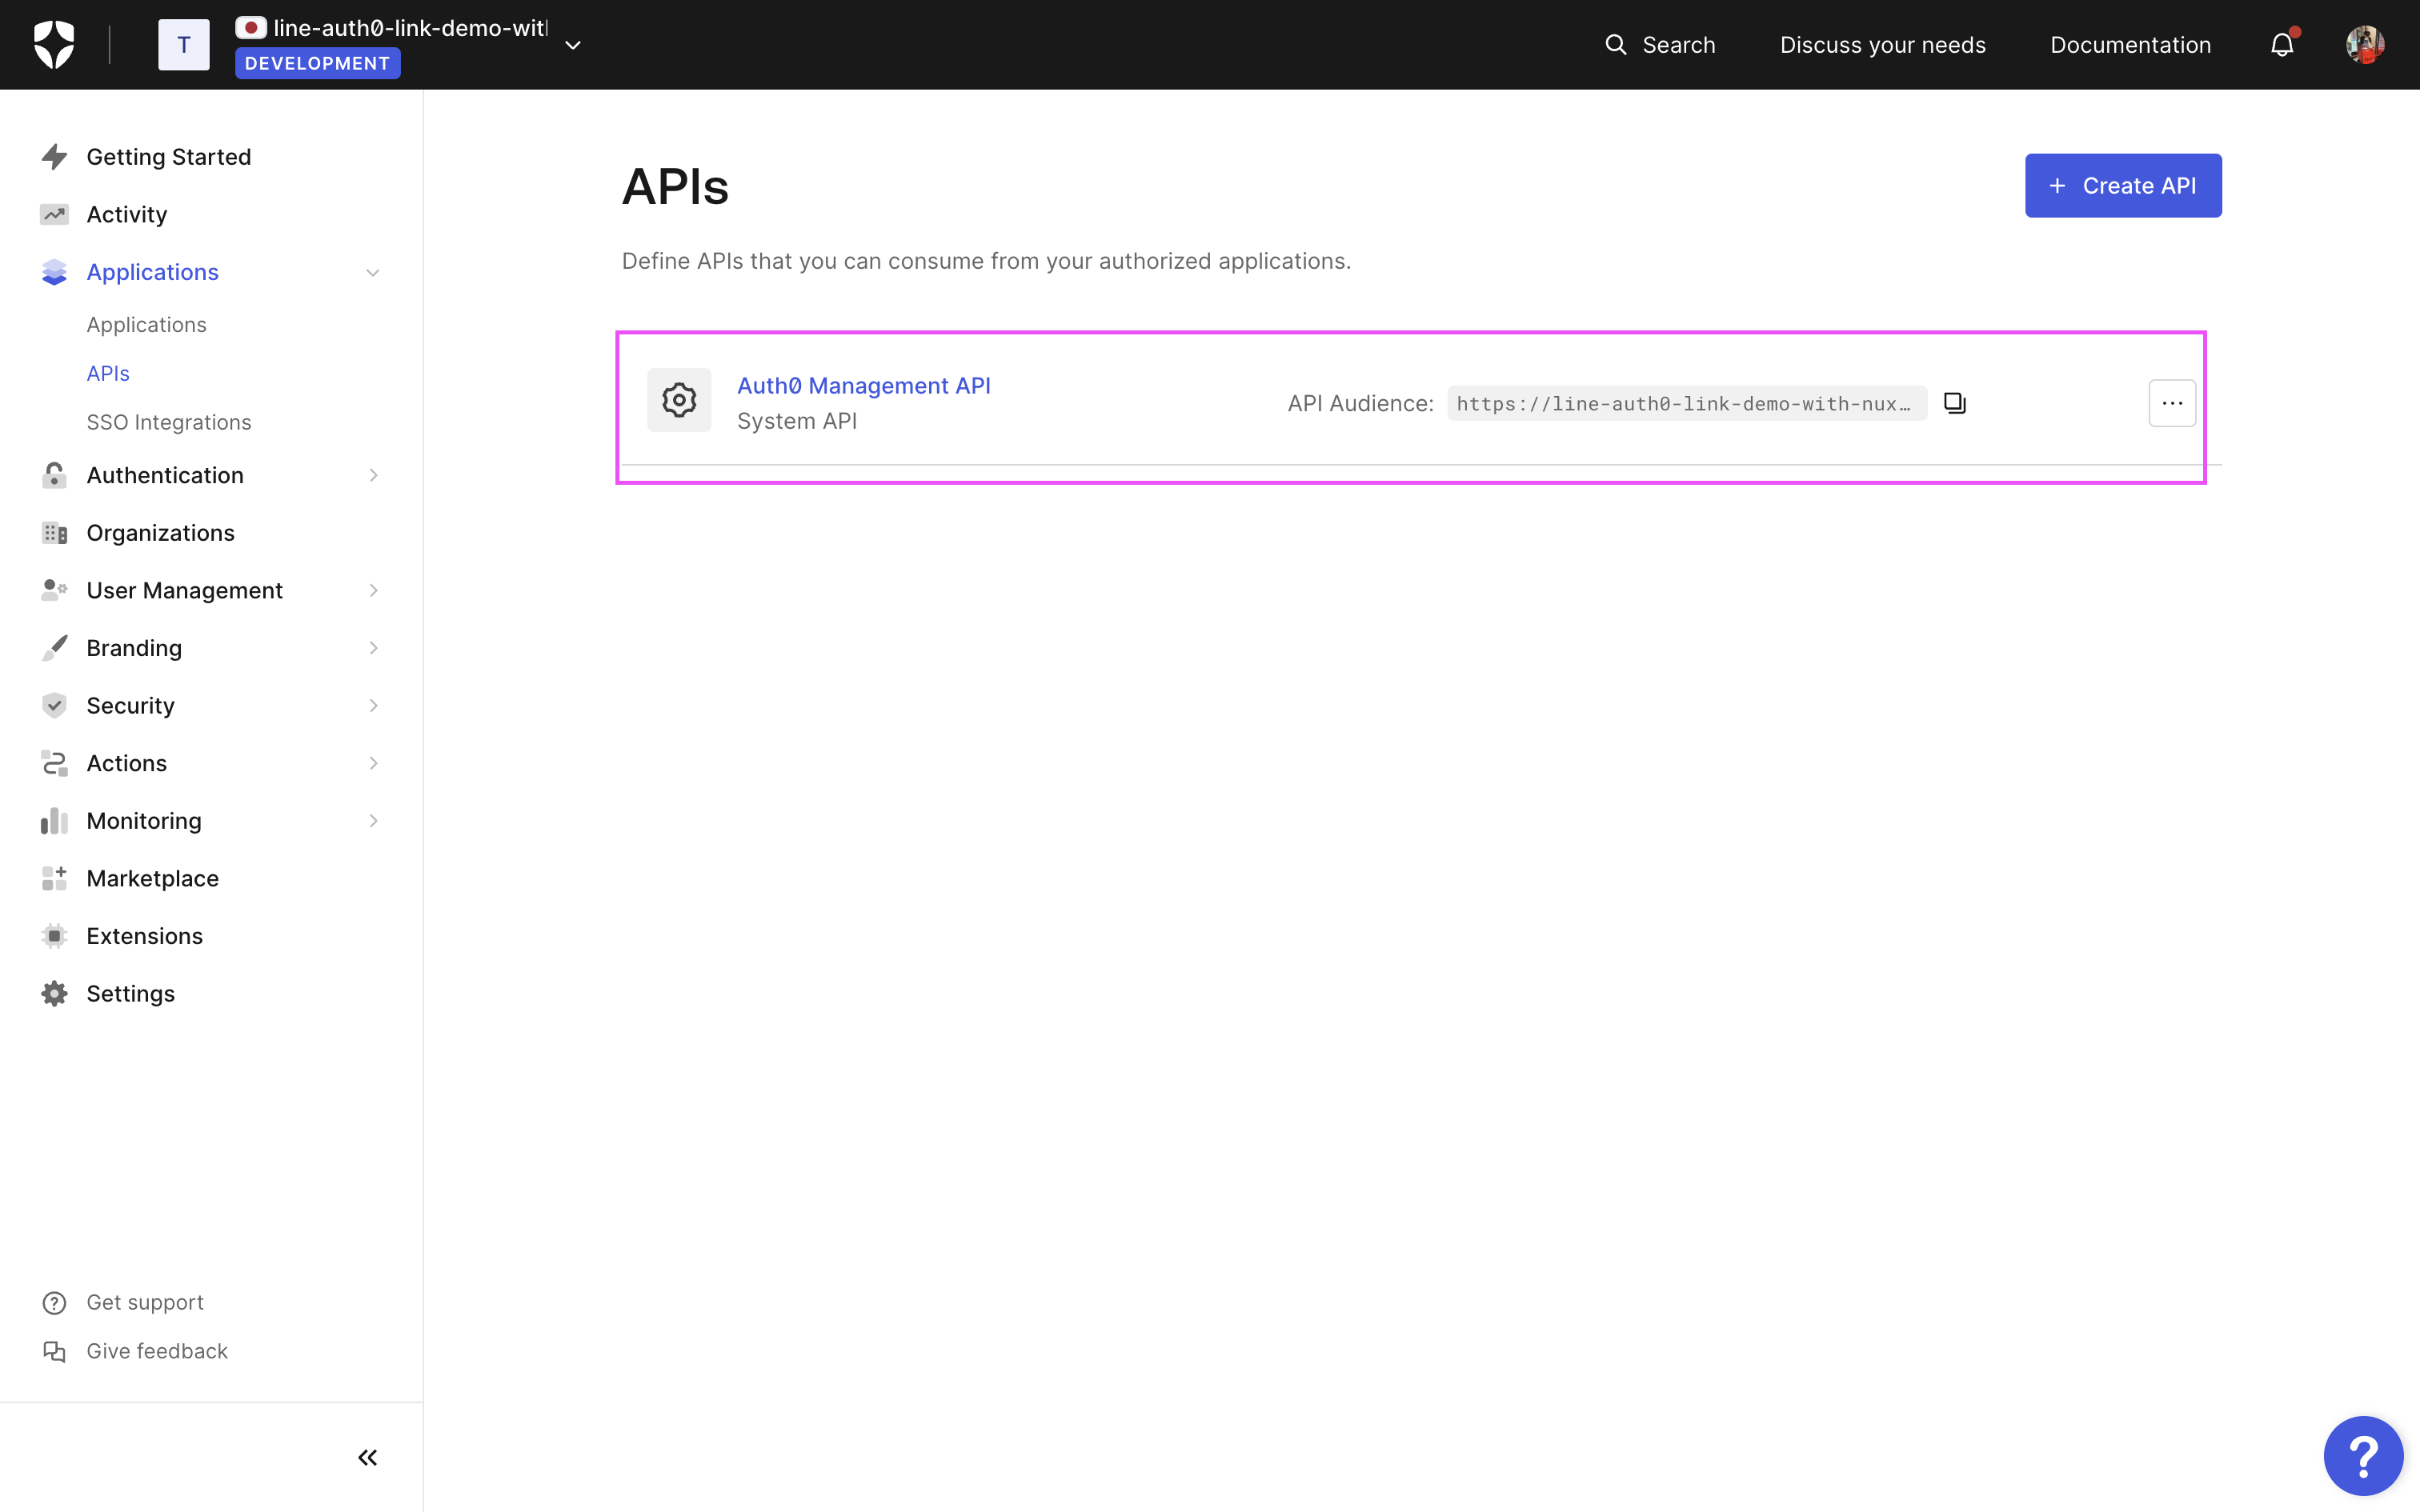 T
line-auth0-link-demo-wit
DEVELOPMENT
Search
Discuss your needs
Documentation
Getting Started
Activity
Applications
Applications
APIs
SSO Integrations
Authentication
Organizations
User Management
Branding
Security
Actions
Monitoring
Marketplace
Extensions
Settings
Get support
Give feedback
APIs
+ Create API
Define APIs that you can consume from your authorized applications.
Auth0 Management API
System API
API Audience: https://line-auth0-link-demo-with-nux…